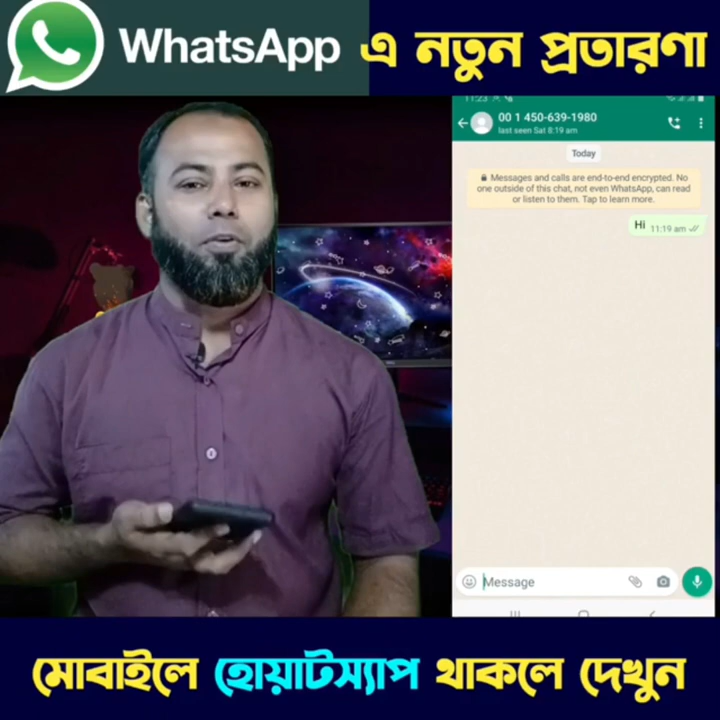 WhatsApp এ নতুন প্রতারণা
11:23
00 1 450-639-1980
last seen Sat 8:19 am
Today
Messages and calls are end-to-end encrypted. No
one outside of this chat, not even WhatsApp, can read
or listen to them. Tap to learn more.
Hi 11:19 am
Message
মোবাইলে হোয়াটস্যাপ থাকলে দেখুন